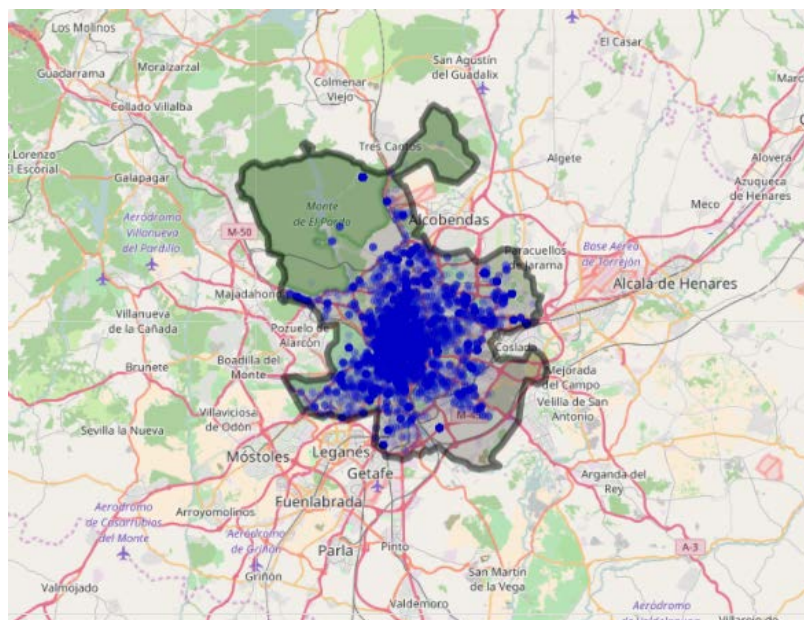 Los Molinos
El Casar
San Agustín
del Guadalix
Moralzarzal
Guadarrama
Colmenar
Viejo
Collado Villalba
Tres Cantos
Algete
Alovera
Lorenzo
El Escorial
Galapagar
Azuqueca
de Henares
Meco
Monte
de El Pardo
Aeródromo
Villanueva
del Pardillo
M-50
Alcobendas
Paracuellos
de Jarama
Base Aérea
de Torrejón
Alcalá de Henares
Majadahonda
Villanueva
de la Cañada
Pozuelo de
Alarcón
Coslada
Boadilla del
Monte
Brunete
Mejorada
del Campo
Velilla de San
Antonio
Villaviciosa
de Odón
Sevilla la Nueva
Leganés
Móstoles
Getafe
Arganda del
Rey
Fuenlabrada
Arroyomolinos
Aeródromo
de Casarrubios
del Monte
Aeródromo
de Griñón
Parla
Pinto
A-3
Griñón
San Martín
de la Vega
Valmojado
Valdemoro
Aeródromo